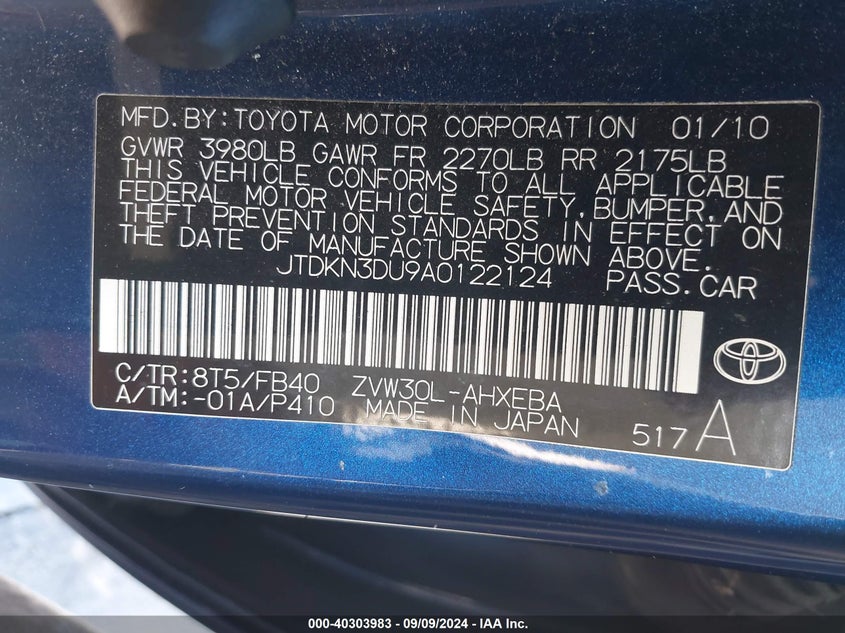 MFD.BY:TOYOTA MOTOR CORPORATION 01/10
GVWR 3980LB GAWR FR 2270LB RR 2175LB
THIS VEHICLE CONFORMS TO ALL APPLICABLE
FEDERAL MOTOR VEHICLE SAFETY,BUMPER,AND
THEFT PREVENTION STANDARDS IN EFFECT ON
THE DATE OF MANUFACTURE SHOWN ABOVE.
JTDKN3DU9A0122124 PASS.CAR
C/TR:8T5/FB40 ZVW30L-AHXEBA
A/TM:-01A/P410 MADE IN JAPAN
517A
000-40303983 - 09/09/2024 - IAA Inc.